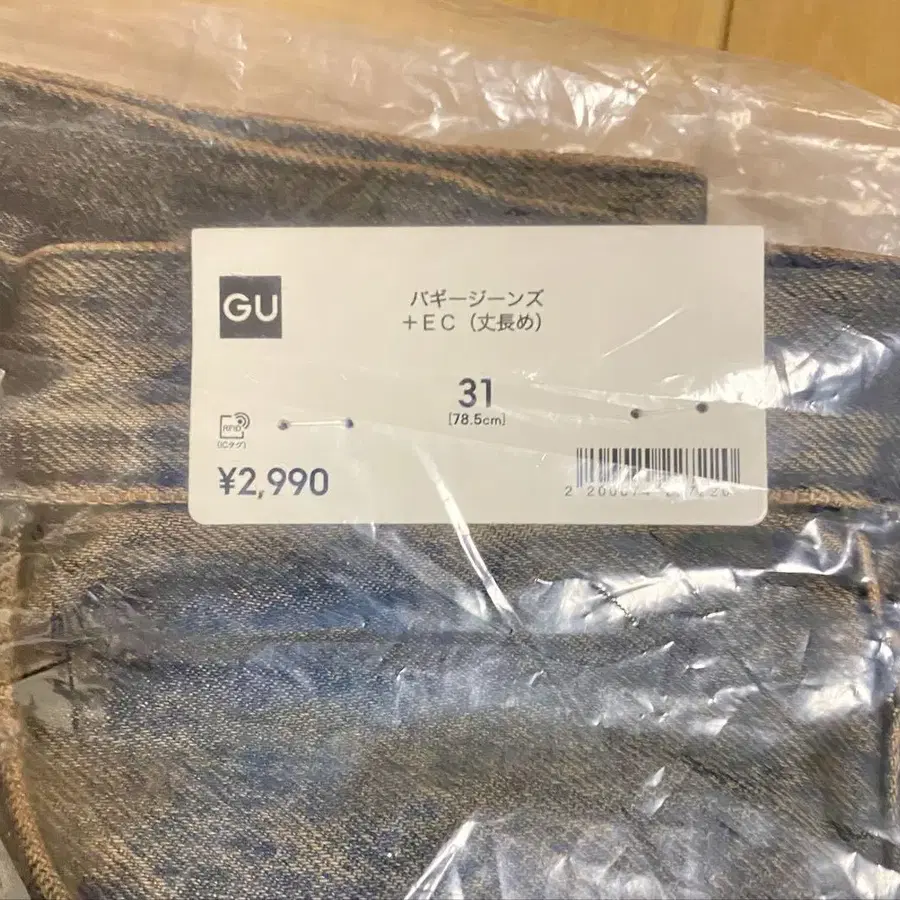 GU
バギージーンズ
+EC(丈長め)
31
[78.5cm]
RFID
(ICタグ)
¥2,990